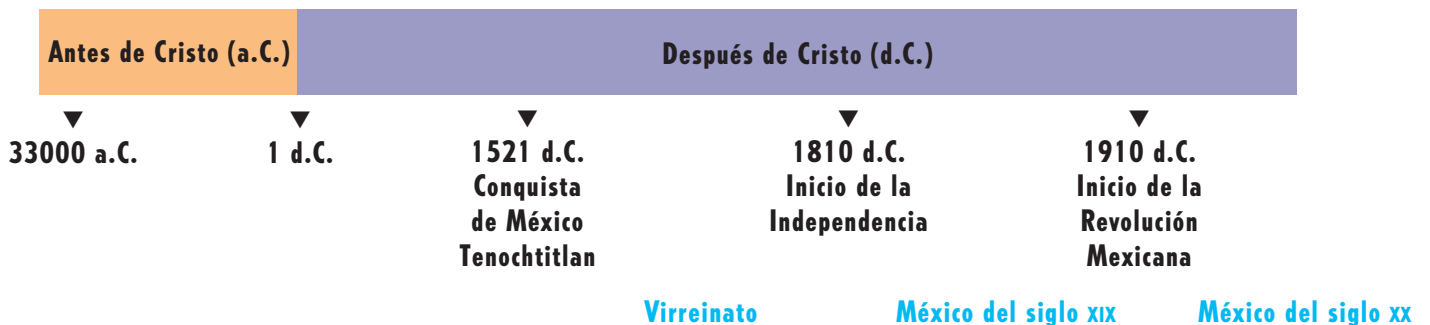 Antes de Cristo (a.C.)
Después de Cristo (d.C.)
33000 a.C.
1 d.C.
1521 d.C.
Conquista
de México
Tenochtitlan
1810 d.C.
Inicio de la
Independencia
1910 d.C.
Inicio de la
Revolución
Mexicana
Virreinato
México del siglo XIX
México del siglo XX